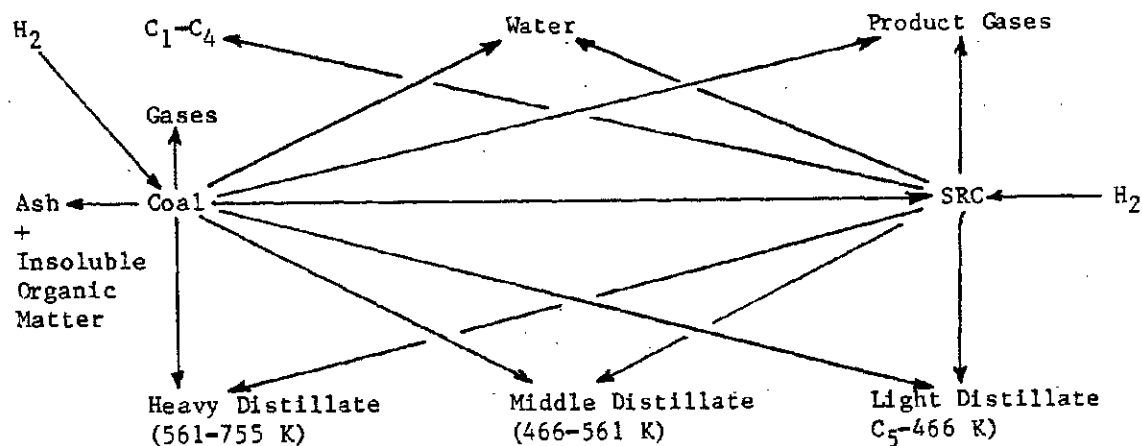 H2
C1-C4
Water
Product Gases
Gases
Ash
+
Insoluble
Organic
Matter
Coal
SRC
H2
Heavy Distillate
(561-755 K)
Middle Distillate
(466-561 K)
Light Distillate
C5-466 K)